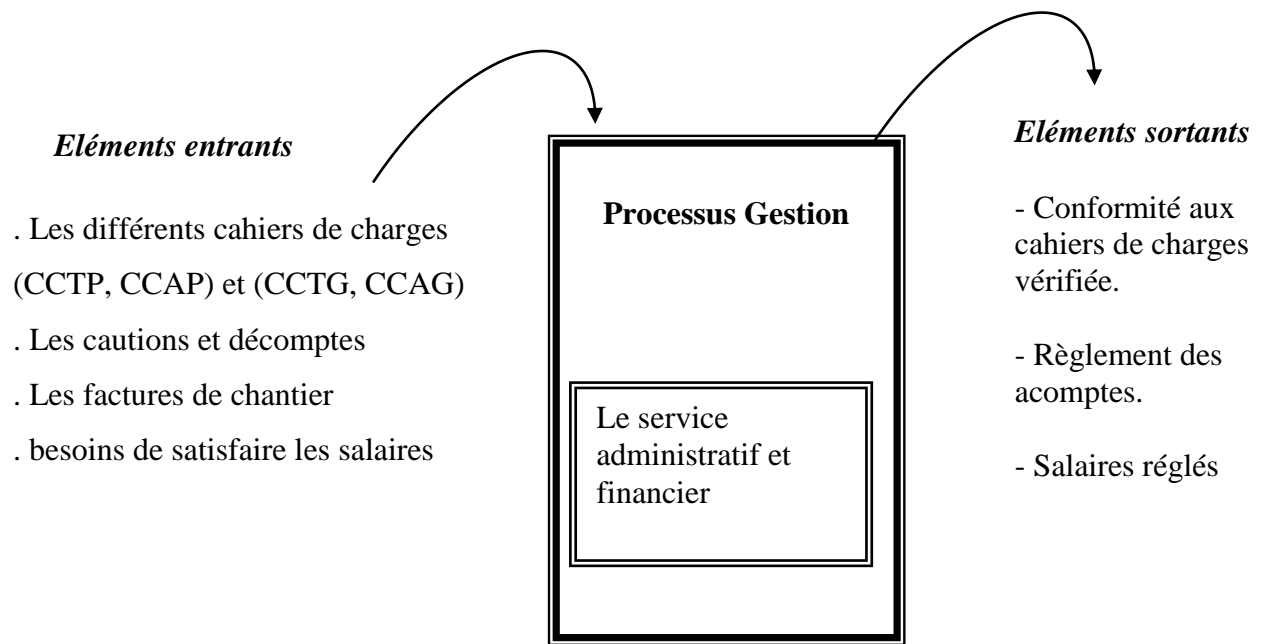 Eléments entrants
. Les différents cahiers de charges
(CCTP, CCAP) et (CCTG, CCAG)
. Les cautions et décomptes
. Les factures de chantier
. besoins de satisfaire les salaires
Processus Gestion
Le service
administratif et
financier
Eléments sortants
- Conformité aux
cahiers de charges
vérifiée.
- Règlement des
acomptes.
- Salaires réglés